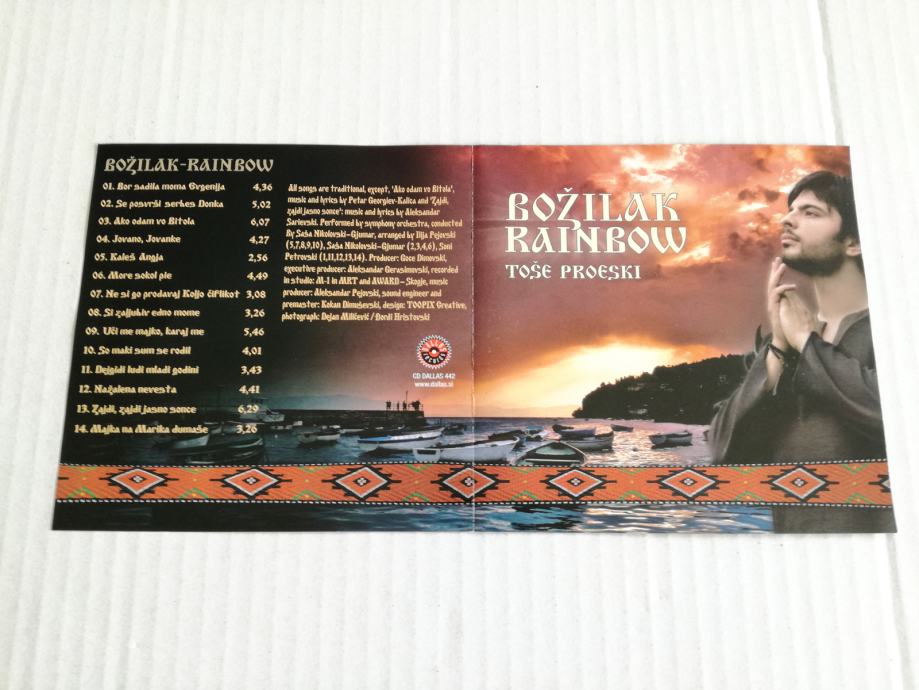 BOŽILAK-RAINBOW
01. Bor sadila moma Evgenija 4,36
02. Se posvrši serbes Donka 5,02
03. Ako odam vo Bitola 6,07
04. Jovano, Jovanke 4,27
05. Kaleš Angja 2,56
06. More sokol pie 4,49
07. Ne si go prodavaj Koljo čiflikot 3,08
08. Si zaljubiv edno mome 3,26
09. Uči me majko, karaj me 5,46
10. So maki sum se rodil 4,01
11. Dejgidi ludi mladi godini 3,43
12. Nažalena nevesta 4,41
13. Zajdi, zajdi jasno sonce 6,29
14. Majka na Marika dumaše 3,26
All songs are traditional, except, 'Ako odam vo Bitola',
music and lyrics by Petar Georgiev-Kalica and 'Zajdi,
zajdi jasno sonce': music and lyrics by Aleksandar
Sarievski. Performed by symphony orchestra, conducted
By Saša Nikolovski-Gjumar, arranged by Ilija Pejovski
(5,7,8,9,10), Saša Nikolovski-Gjumar (2,3,4,6), Soni
Petrovski (1,11,12,13,14). Producer: Goce Dimovski,
executive producer: Aleksandar Gerasimovski, recorded
in studio: M-I in MRT and AWARD - Skopje, music
producer: Aleksandar Pejovski, sound engineer and
premaster: Kokan Dimuševski, design: TOOPIX Creative,
photograph: Dejan Milićević / Đorđi Hristovski
CD DALLAS 442
www.dallas.si
BOŽILAK
RAINBOW
TOŠE PROESKI